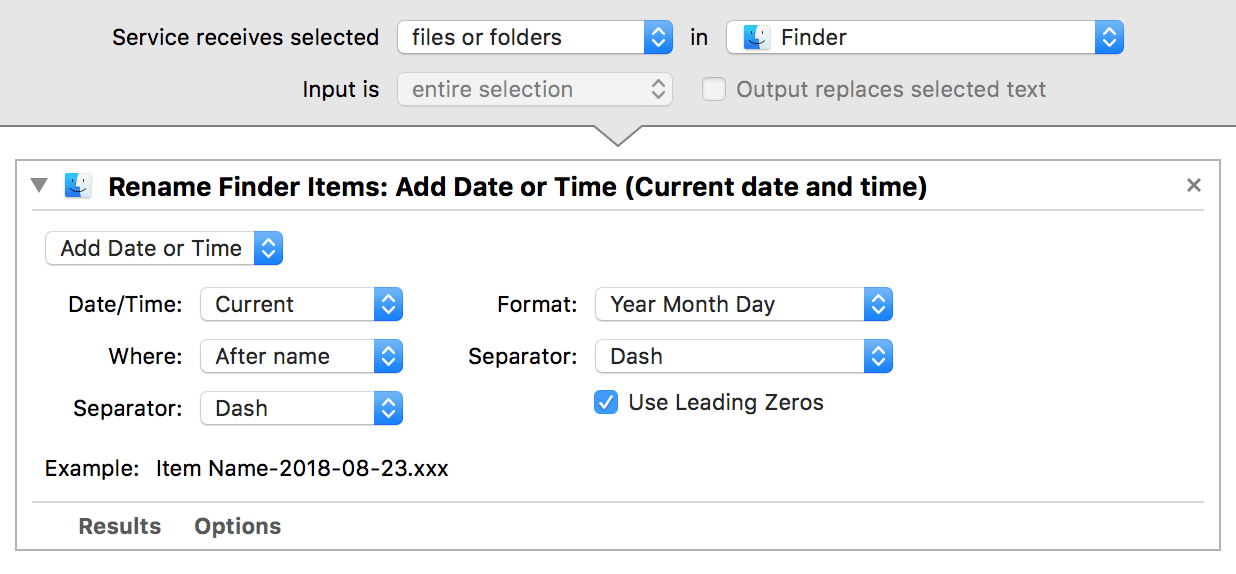 Service receives selected files or folders in Finder
Input is entire selection Output replaces selected text
Rename Finder Items: Add Date or Time (Current date and time)
Add Date or Time
Date/Time: Current Format: Year Month Day
Where: After name Separator: Dash
Separator: Dash Use Leading Zeros
Example: Item Name-2018-08-23.xxx
Results Options